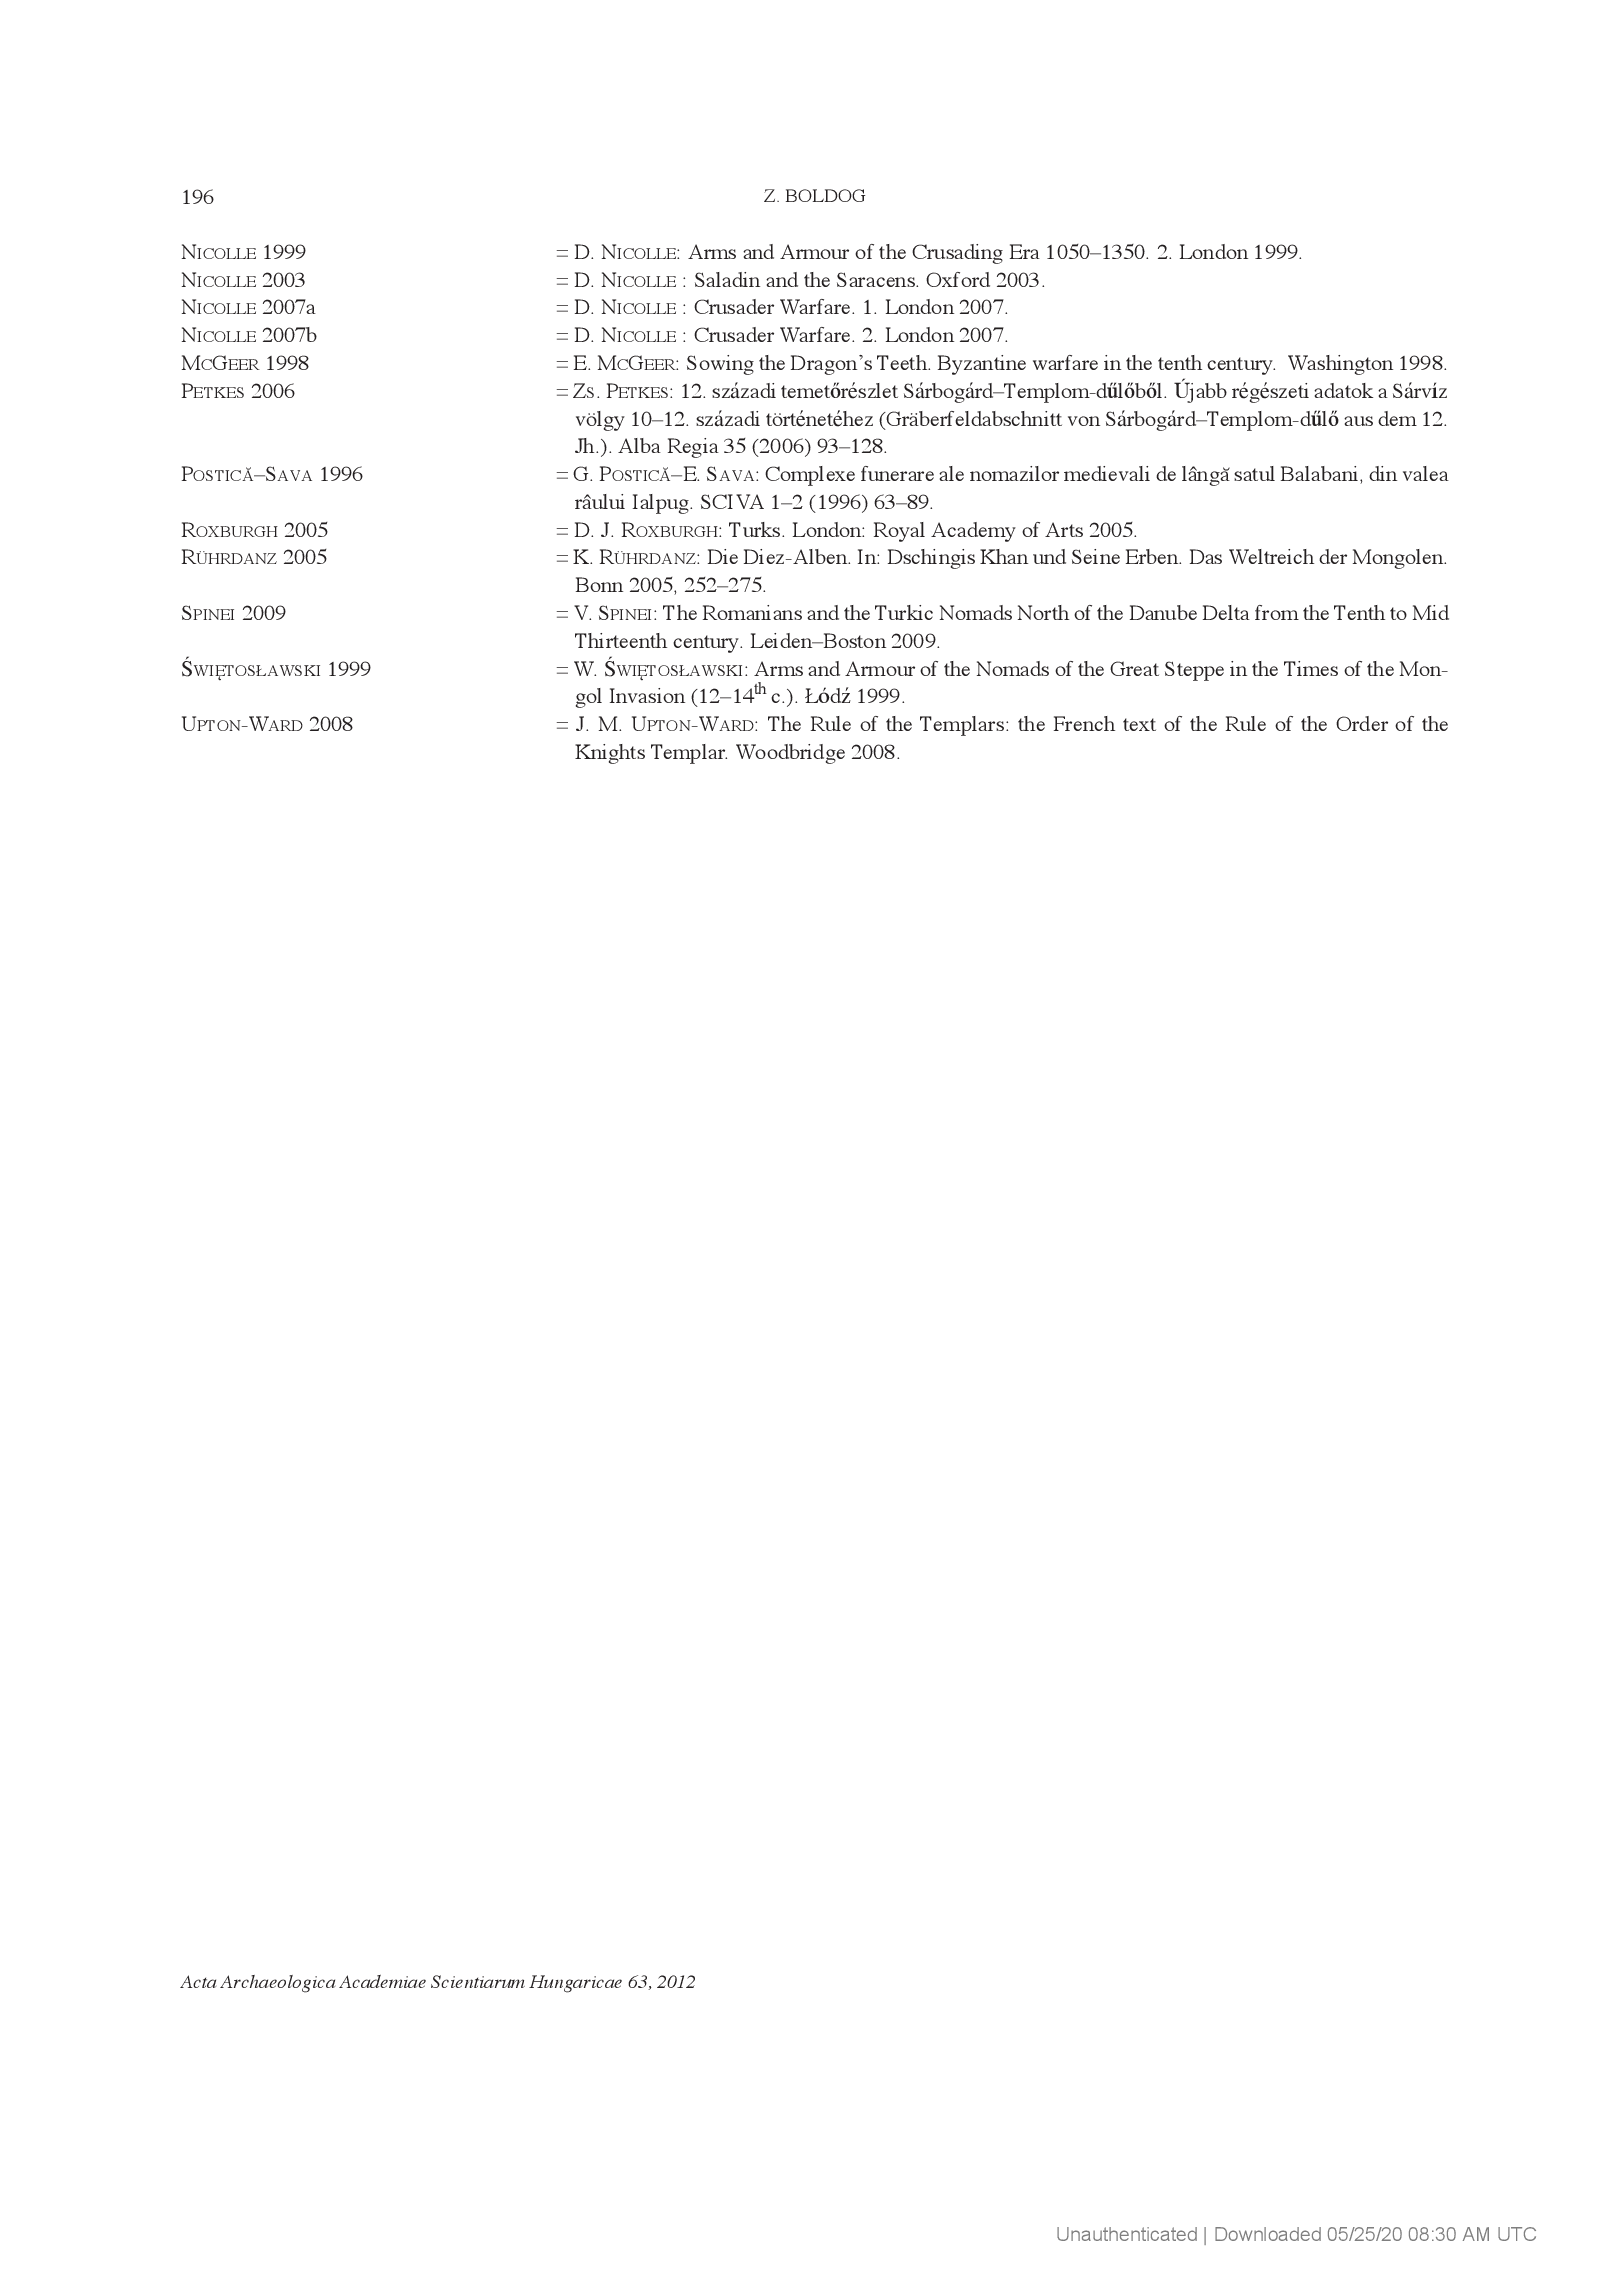 196 Z. BOLDOG
NICOLLE 1999 = D. NICOLLE: Arms and Armour of the Crusading Era 1050–1350. 2. London 1999.
NICOLLE 2003 = D. NICOLLE : Saladin and the Saracens. Oxford 2003.
NICOLLE 2007a = D. NICOLLE : Crusader Warfare. 1. London 2007.
NICOLLE 2007b = D. NICOLLE : Crusader Warfare. 2. London 2007.
MCGEER 1998 = E. MCGEER: Sowing the Dragon’s Teeth. Byzantine warfare in the tenth century. Washington 1998.
PETKES 2006 = ZS. PETKES: 12. századi temetőrészlet Sárbogárd–Templom-dűlőből. Újabb régészeti adatok a Sárvíz
völgy 10–12. századi történetéhez (Gräberfeldabschnitt von Sárbogárd–Templom-dűlő aus dem 12.
Jh.). Alba Regia 35 (2006) 93–128.
POSTICĂ–SAVA 1996 = G. POSTICĂ–E. SAVA: Complexe funerare ale nomazilor medievali de lângă satul Balabani, din valea
râului Ialpug. SCIVA 1–2 (1996) 63–89.
ROXBURGH 2005 = D. J. ROXBURGH: Turks. London: Royal Academy of Arts 2005.
RÜHRDANZ 2005 = K. RÜHRDANZ: Die Diez-Alben. In: Dschingis Khan und Seine Erben. Das Weltreich der Mongolen.
Bonn 2005, 252–275.
SPINEI 2009 = V. SPINEI: The Romanians and the Turkic Nomads North of the Danube Delta from the Tenth to Mid
Thirteenth century. Leiden–Boston 2009.
ŚWIĘTOSŁAWSKI 1999 = W. ŚWIĘTOSŁAWSKI: Arms and Armour of the Nomads of the Great Steppe in the Times of the Mon-
gol Invasion (12–14th c.). Łódź 1999.
UPTON-WARD 2008 = J. M. UPTON-WARD: The Rule of the Templars: the French text of the Rule of the Order of the
Knights Templar. Woodbridge 2008.
Acta Archaeologica Academiae Scientiarum Hungaricae 63, 2012
Unauthenticated | Downloaded 05/25/20 08:30 AM UTC